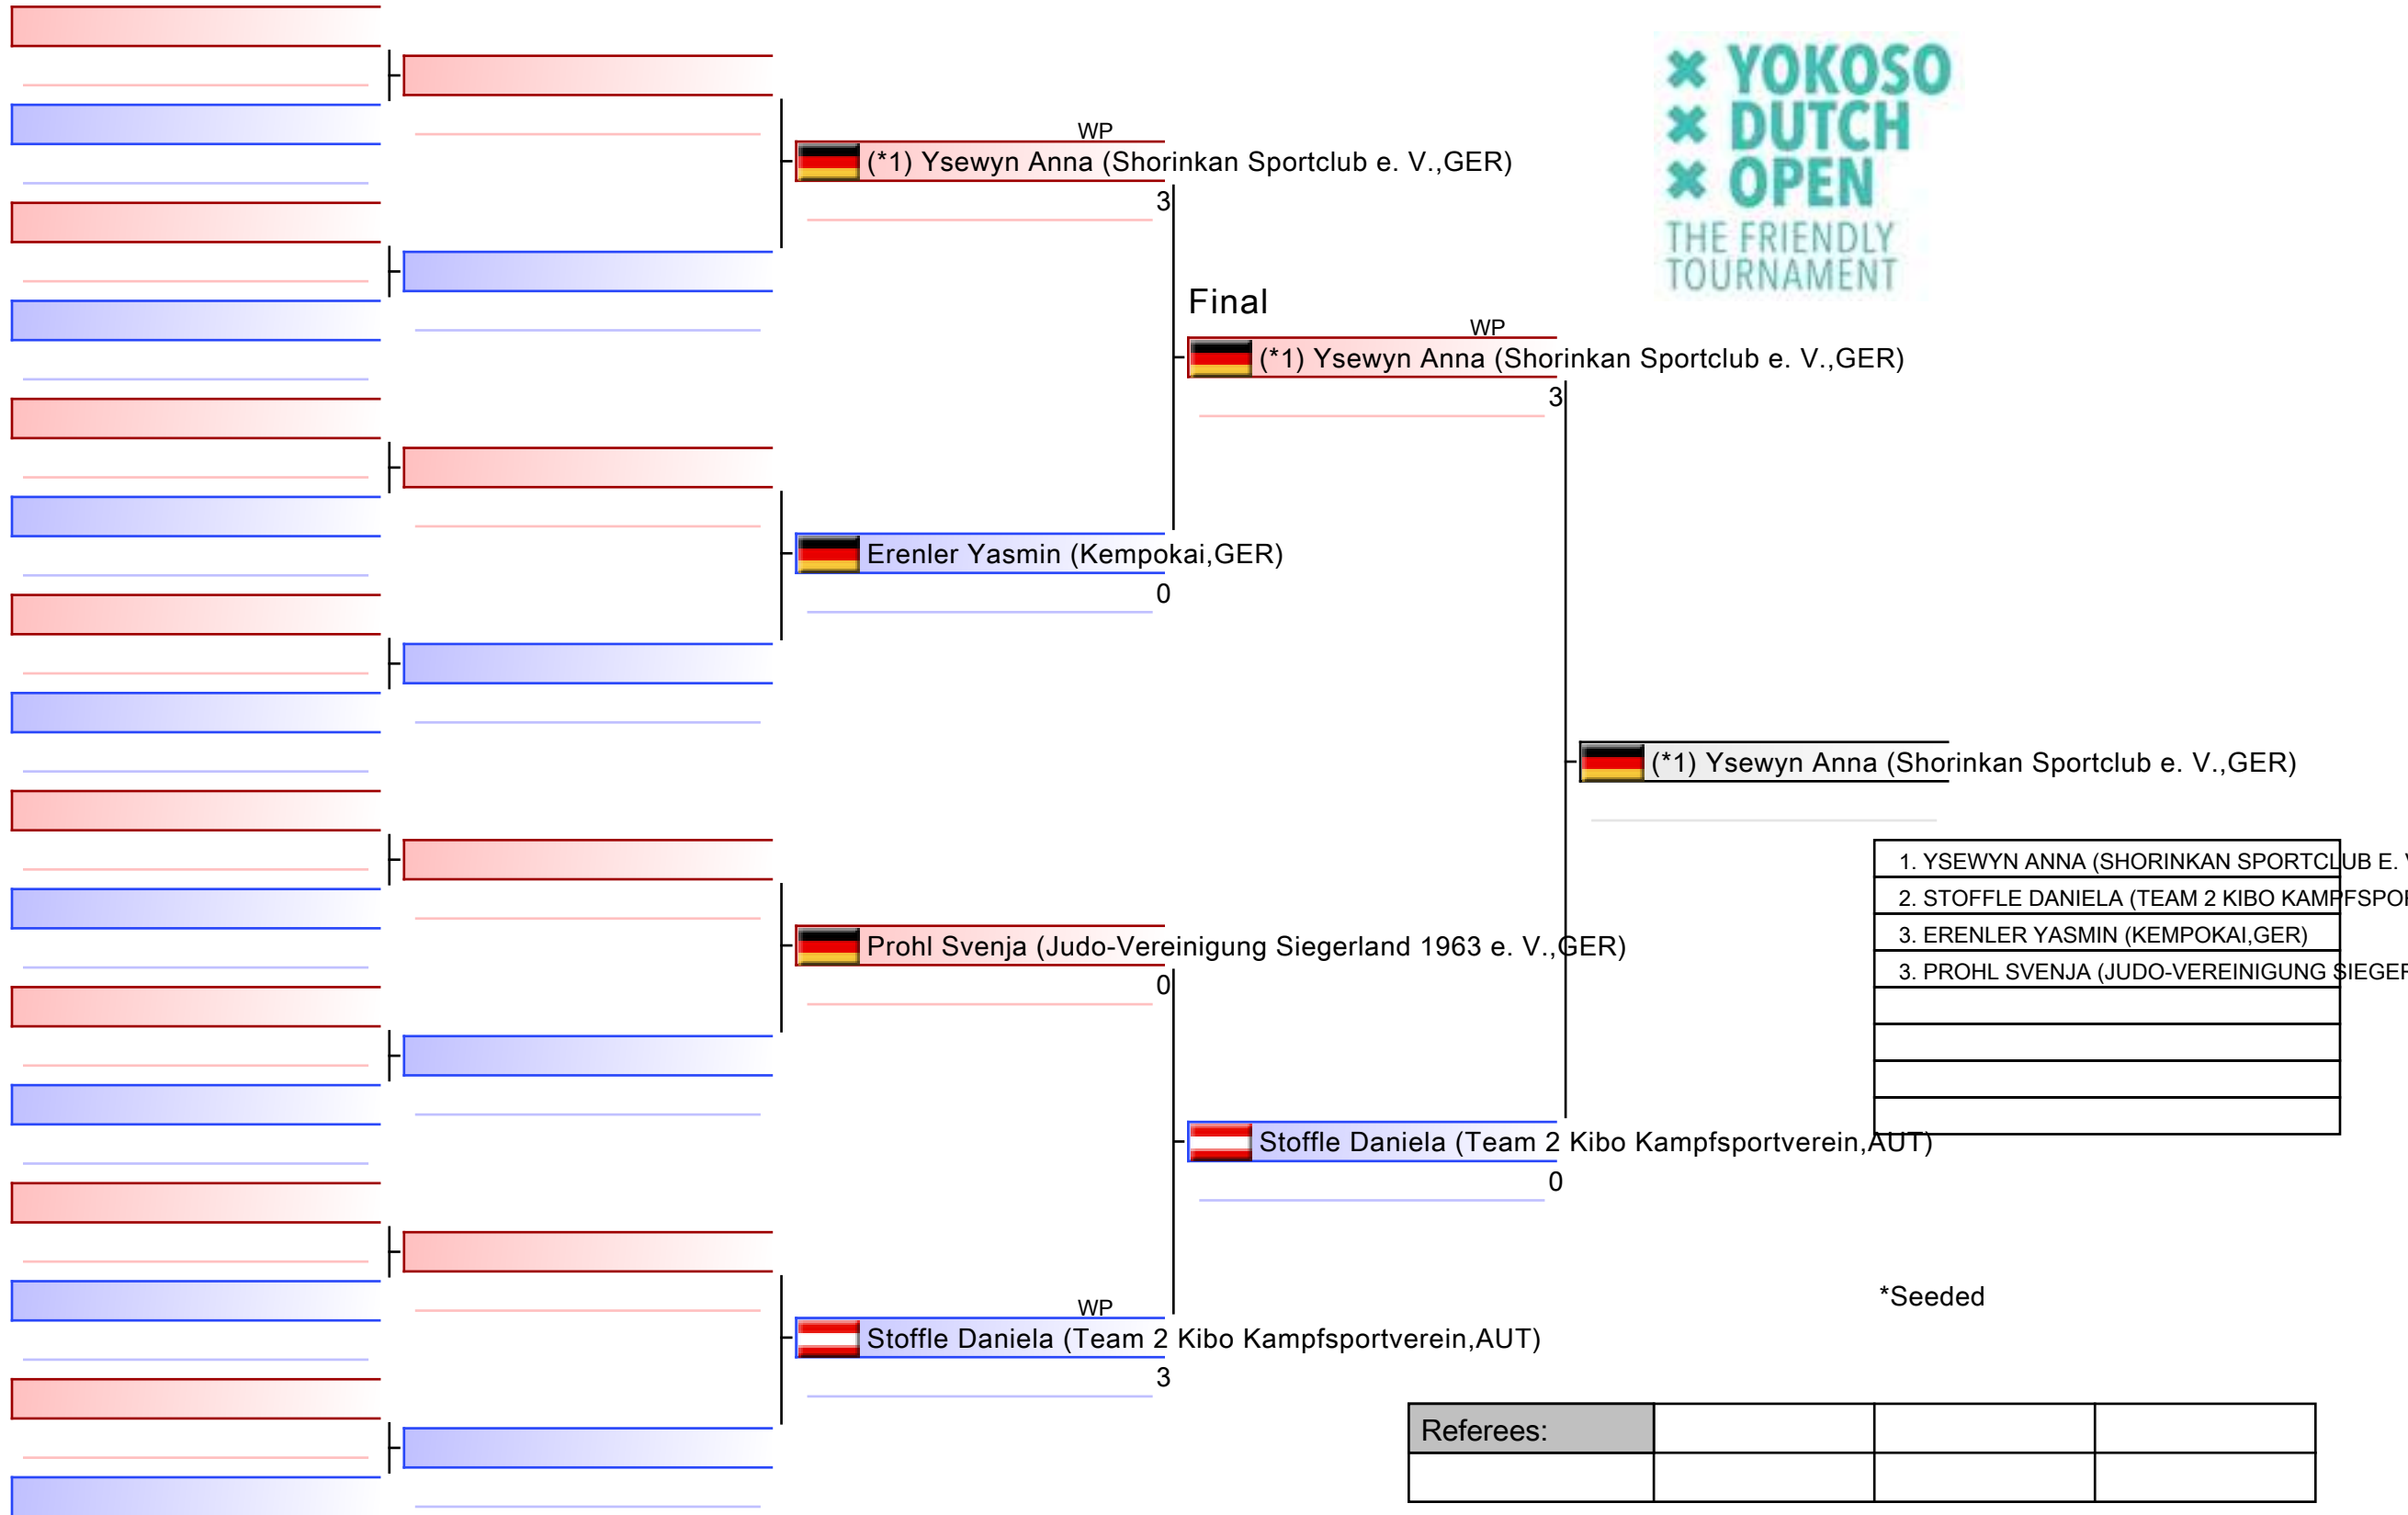 YOKOSO
DUTCH
OPEN
THE FRIENDLY
TOURNAMENT
WP
(*1) Ysewyn Anna (Shorinkan Sportclub e. V.,GER)
3
Final
WP
(*1) Ysewyn Anna (Shorinkan Sportclub e. V.,GER)
3
Erenler Yasmin (Kempokai,GER)
0
(*1) Ysewyn Anna (Shorinkan Sportclub e. V.,GER)
1. YSEWYN ANNA (SHORINKAN SPORTCLUB E.
2. STOFFLE DANIELA (TEAM 2 KIBO
3. ERENLER YASMIN (KEMPOKAI,GER)
3. PROHL SVENJA (JUDO-VEREINIGUNG
Prohl Svenja (Judo-Vereinigung Siegerland 1963 e. V.,GER)
0
Stoffle Daniela (Team 2 Kibo Kampfsportverein,AUT)
0
*Seeded
WP
Stoffle Daniela (Team 2 Kibo Kampfsportverein,AUT)
3
Referees: